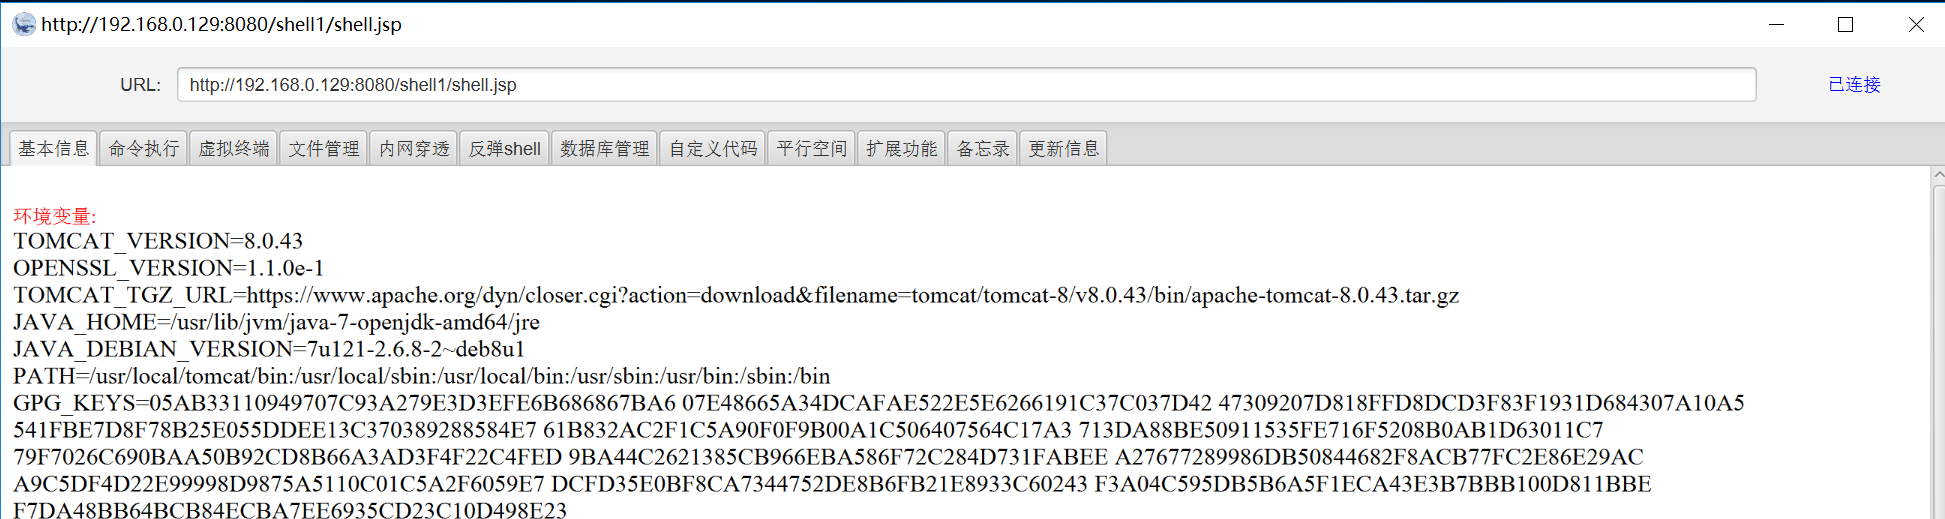 http://192.168.0.129:8080/shell1/shell.jsp
URL: http://192.168.0.129:8080/shell1/shell.jsp 已连接
基本信息 命令执行 虚拟终端 文件管理 内网穿透 反弹shell 数据库管理 自定义代码 平行空间 扩展功能 备忘录 更新信息
环境变量:
TOMCAT_VERSION=8.0.43
OPENSSL_VERSION=1.1.0e-1
TOMCAT_TGZ_URL=https://www.apache.org/dyn/closer.cgi?action=download&filename=tomcat/tomcat-8/v8.0.43/bin/apache-tomcat-8.0.43.tar.gz
JAVA_HOME=/usr/lib/jvm/java-7-openjdk-amd64/jre
JAVA_DEBIAN_VERSION=7u121-2.6.8-2~deb8u1
PATH=/usr/local/tomcat/bin:/usr/local/sbin:/usr/local/bin:/usr/sbin:/usr/bin:/sbin:/bin
GPG_KEYS=05AB33110949707C93A279E3D3EFE6B686867BA6 07E48665A34DCAFAE522E5E6266191C37C037D42 47309207D818FFD8DCD3F83F1931D684307A10A5
541FBE7D8F78B25E055DDEE13C370389288584E7 61B832AC2F1C5A90F0F9B00A1C506407564C17A3 713DA88BE50911535FE716F5208B0AB1D63011C7
79F7026C690BAA50B92CD8B66A3AD3F4F22C4FED 9BA44C2621385CB966EBA586F72C284D731FABEE A27677289986DB50844682F8ACB77FC2E86E29AC
A9C5DF4D22E99998D9875A5110C01C5A2F6059E7 DCFD35E0BF8CA7344752DE8B6FB21E8933C60243 F3A04C595DB5B6A5F1ECA43E3B7BBB100D811BBE
F7DA48BB64BCB84ECBA7EE6935CD23C10D498E23